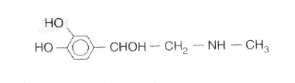 HO
HO CHOH — CH₂ — NH — CH₃